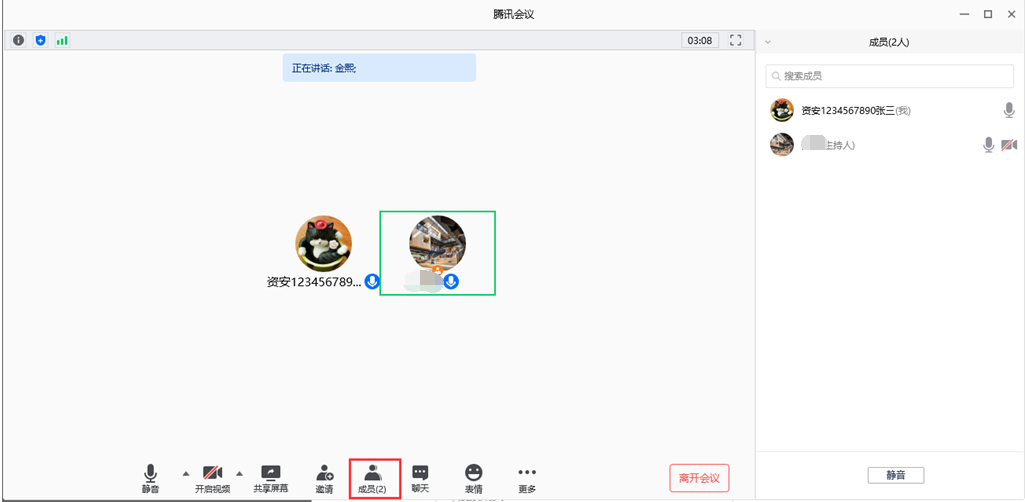 腾讯会议
03:08
成员(2人)
正在讲话: 金熙;
搜索成员
资安1234567890张三(我)
主持人)
资安123456789...
静音
开启视频
共享屏幕
邀请
成员(2)
聊天
表情
更多
离开会议
静音